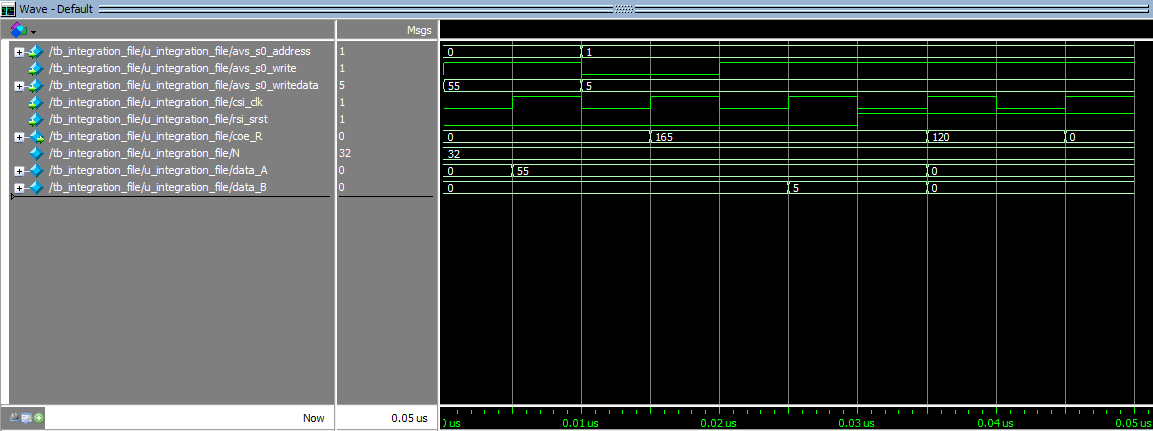 Wave - Default
Msgs
/tb_integration_file/u_integration_file/avs_s0_address 1 0 1
/tb_integration_file/u_integration_file/avs_s0_write 1
/tb_integration_file/u_integration_file/avs_s0_writedata 5 55 5
/tb_integration_file/u_integration_file/csi_clk 1
/tb_integration_file/u_integration_file/rsi_srst 1
/tb_integration_file/u_integration_file/coe_R 0 0 165 120 0
/tb_integration_file/u_integration_file/N 32 32
/tb_integration_file/u_integration_file/data_A 0 0 55 0
/tb_integration_file/u_integration_file/data_B 0 0 5 0
Now 0.05 us us 0.01 us 0.02 us 0.03 us 0.04 us 0.05 us